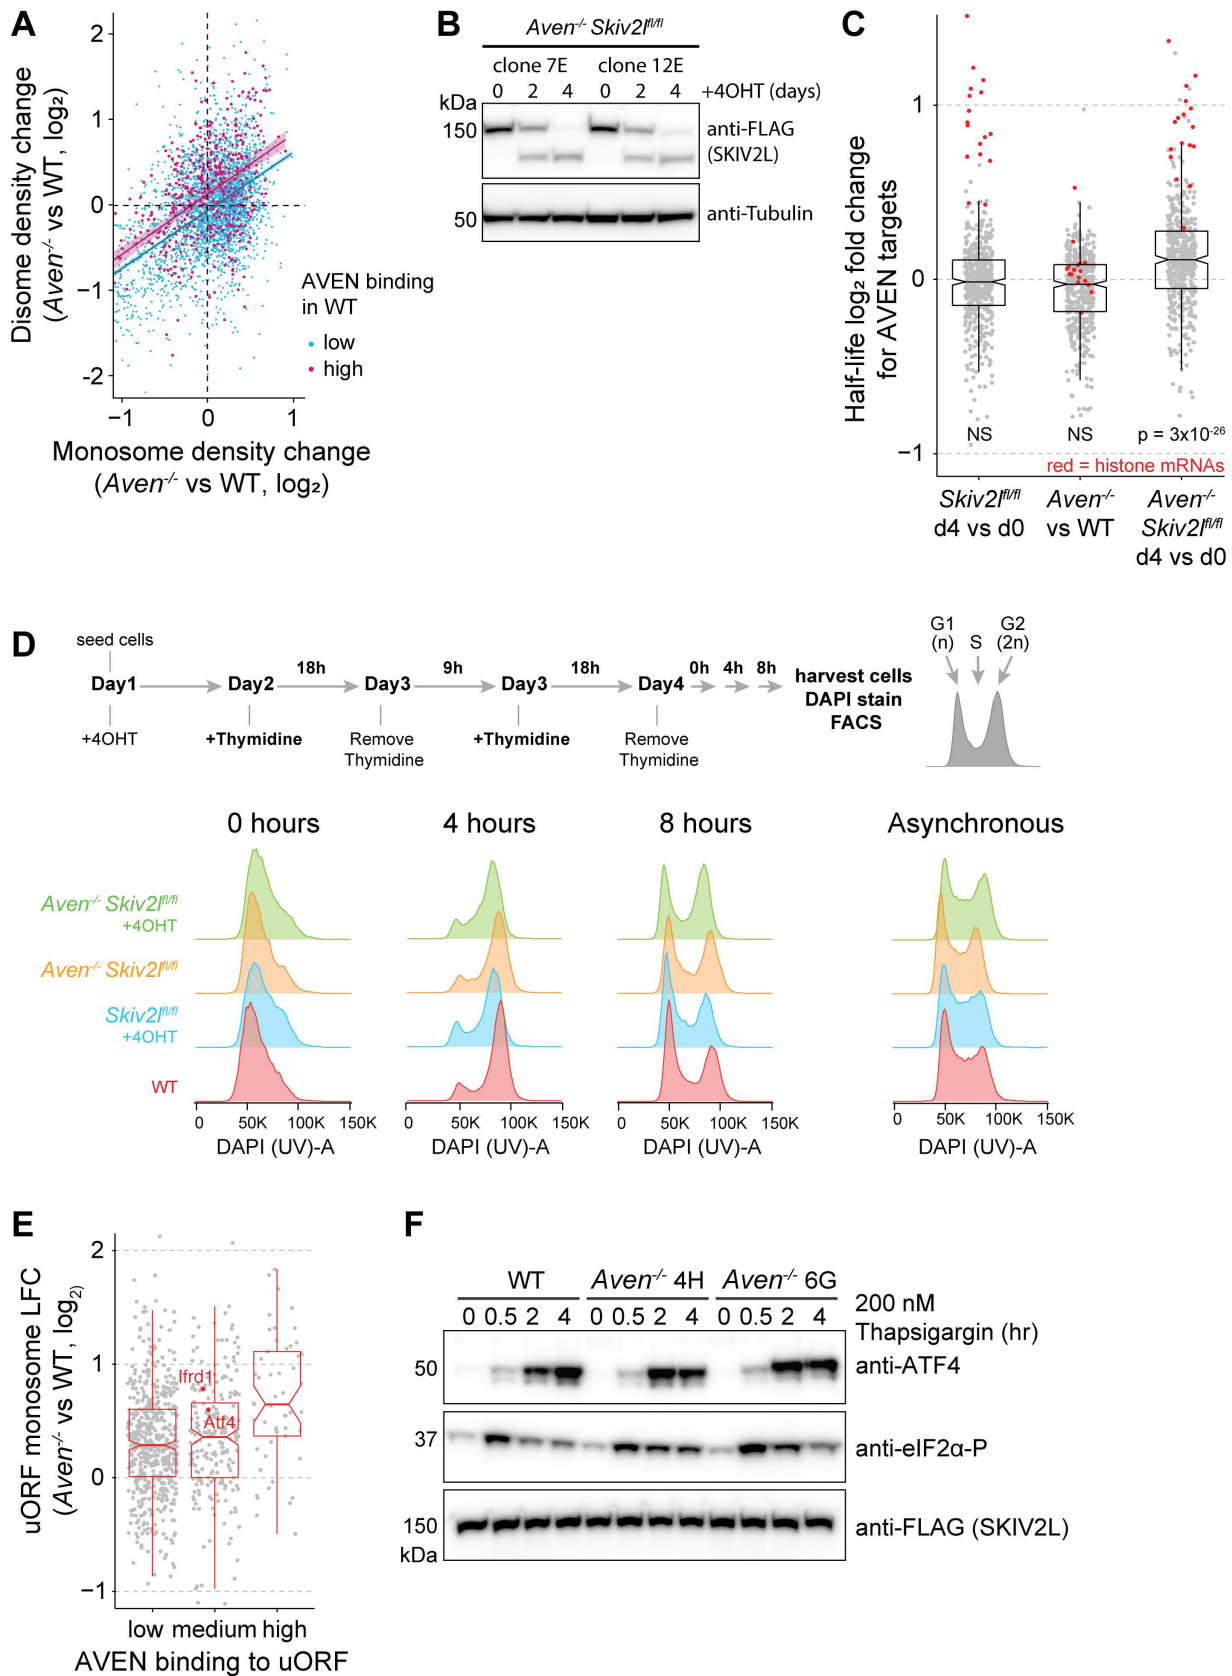 A
Disome density change
(Aven-/- vs WT, log₂)
2
1
0
-1
-2
−1
0
1
Monosome density change
(Aven-/- vs WT, log₂)
AVEN binding
in WT
low
high
B
Aven-/- Skiv2lfl/fl
clone 7E clone 12E
0 2 4 0 2 4 +4OHT (days)
kDa
150
anti-FLAG
(SKIV2L)
50
anti-Tubulin
C
Half-life log₂ fold change
for AVEN targets
1
0
−1
NS
NS
p = 3x10-26
red = histone mRNAs
Skiv2lfl/fl
d4 vs d0
Aven-/-
vs WT
Aven-/-
Skiv2lfl/fl
d4 vs d0
D
seed cells
Day1
+4OHT
Day2
+Thymidine
18h
Day3
Remove
Thymidine
9h
Day3
+Thymidine
18h
Day4
Remove
Thymidine
0h 4h 8h
harvest cells
DAPI stain
FACS
G1
(n)
S
G2
(2n)
0 hours
4 hours
8 hours
Asynchronous
Aven-/- Skiv2lfl/fl
+4OHT
Aven-/- Skiv2lfl/fl
Skiv2lfl/fl
+4OHT
WT
0 50K 100K 150K
DAPI (UV)-A
0 50K 100K 150K
DAPI (UV)-A
0 50K 100K 150K
DAPI (UV)-A
0 50K 100K 150K
DAPI (UV)-A
E
uORF monosome LFC
(Aven-/- vs WT, log2)
2
1
0
−1
Ifrd1
Atf4
low medium high
AVEN binding to uORF
F
WT Aven-/- 4H Aven-/- 6G
0 0.5 2 4 0 0.5 2 4 0 0.5 2 4
200 nM
Thapsigargin (hr)
50
anti-ATF4
37
anti-eIF2α-P
150
kDa
anti-FLAG (SKIV2L)